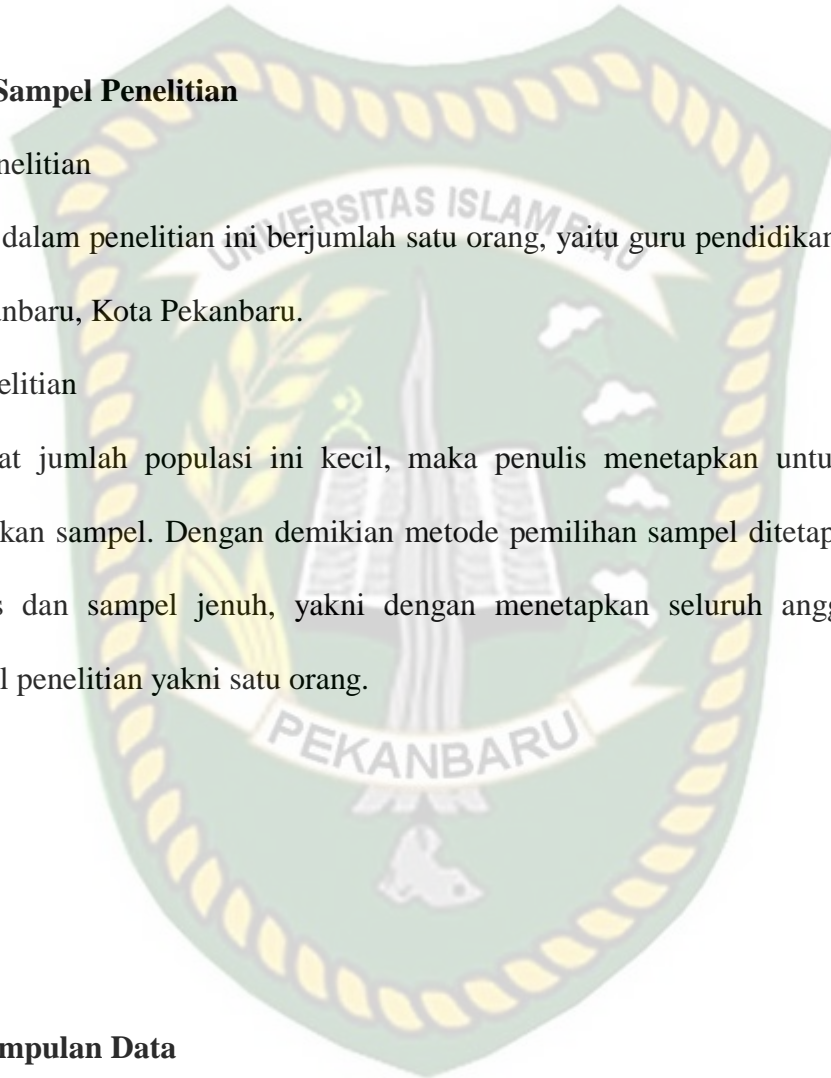 Sampel Penelitian
nelitian
dalam penelitian ini berjumlah satu orang, yaitu guru pendidikan
UNIVERSITAS ISLAM RIAU
nbaru, Kota Pekanbaru.
elitian
at jumlah populasi ini kecil, maka penulis menetapkan untu
kan sampel. Dengan demikian metode pemilihan sampel ditetap
s dan sampel jenuh, yakni dengan menetapkan seluruh angg
l penelitian yakni satu orang.
PEKANBARU
mpulan Data